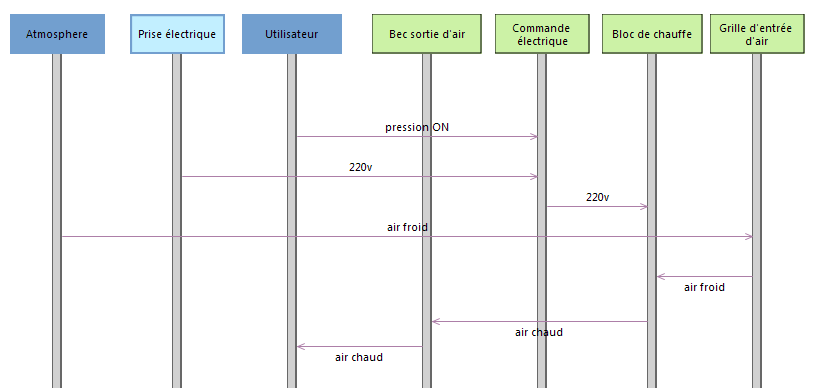 Atmosphere
Prise électrique
Utilisateur
Bec sortie d'air
Commande
électrique
Bloc de chauffe
Grille d'entrée
d'air
pression ON
220v
220v
air froid
air froid
air chaud
air chaud